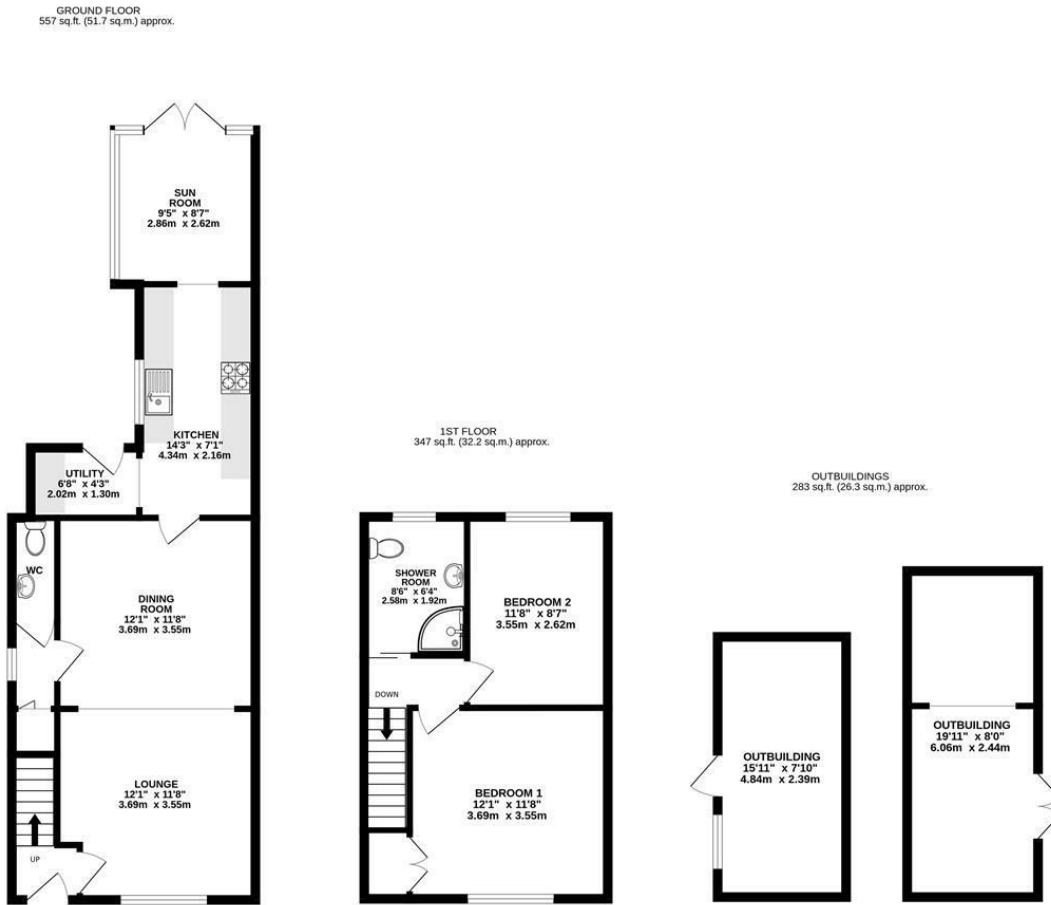 GROUND FLOOR
557 sq.ft. (51.7 sq.m.) approx.
SUN
ROOM
9'5" x 8'7"
2.86m x 2.62m
KITCHEN
14'3" x 7'1"
4.34m x 2.16m
UTILITY
6'8" x 4'3"
2.02m x 1.30m
WC
DINING
ROOM
12'1" x 11'8"
3.69m x 3.55m
LOUNGE
12'1" x 11'8"
3.69m x 3.55m
UP
1ST FLOOR
347 sq.ft. (32.2 sq.m.) approx.
SHOWER
ROOM
8'6" x 6'4"
2.58m x 1.92m
BEDROOM 2
11'8" x 8'7"
3.55m x 2.62m
DOWN
BEDROOM 1
12'1" x 11'8"
3.69m x 3.55m
OUTBUILDINGS
283 sq.ft. (26.3 sq.m.) approx.
OUTBUILDING
15'11" x 7'10"
4.84m x 2.39m
OUTBUILDING
19'11" x 8'0"
6.06m x 2.44m